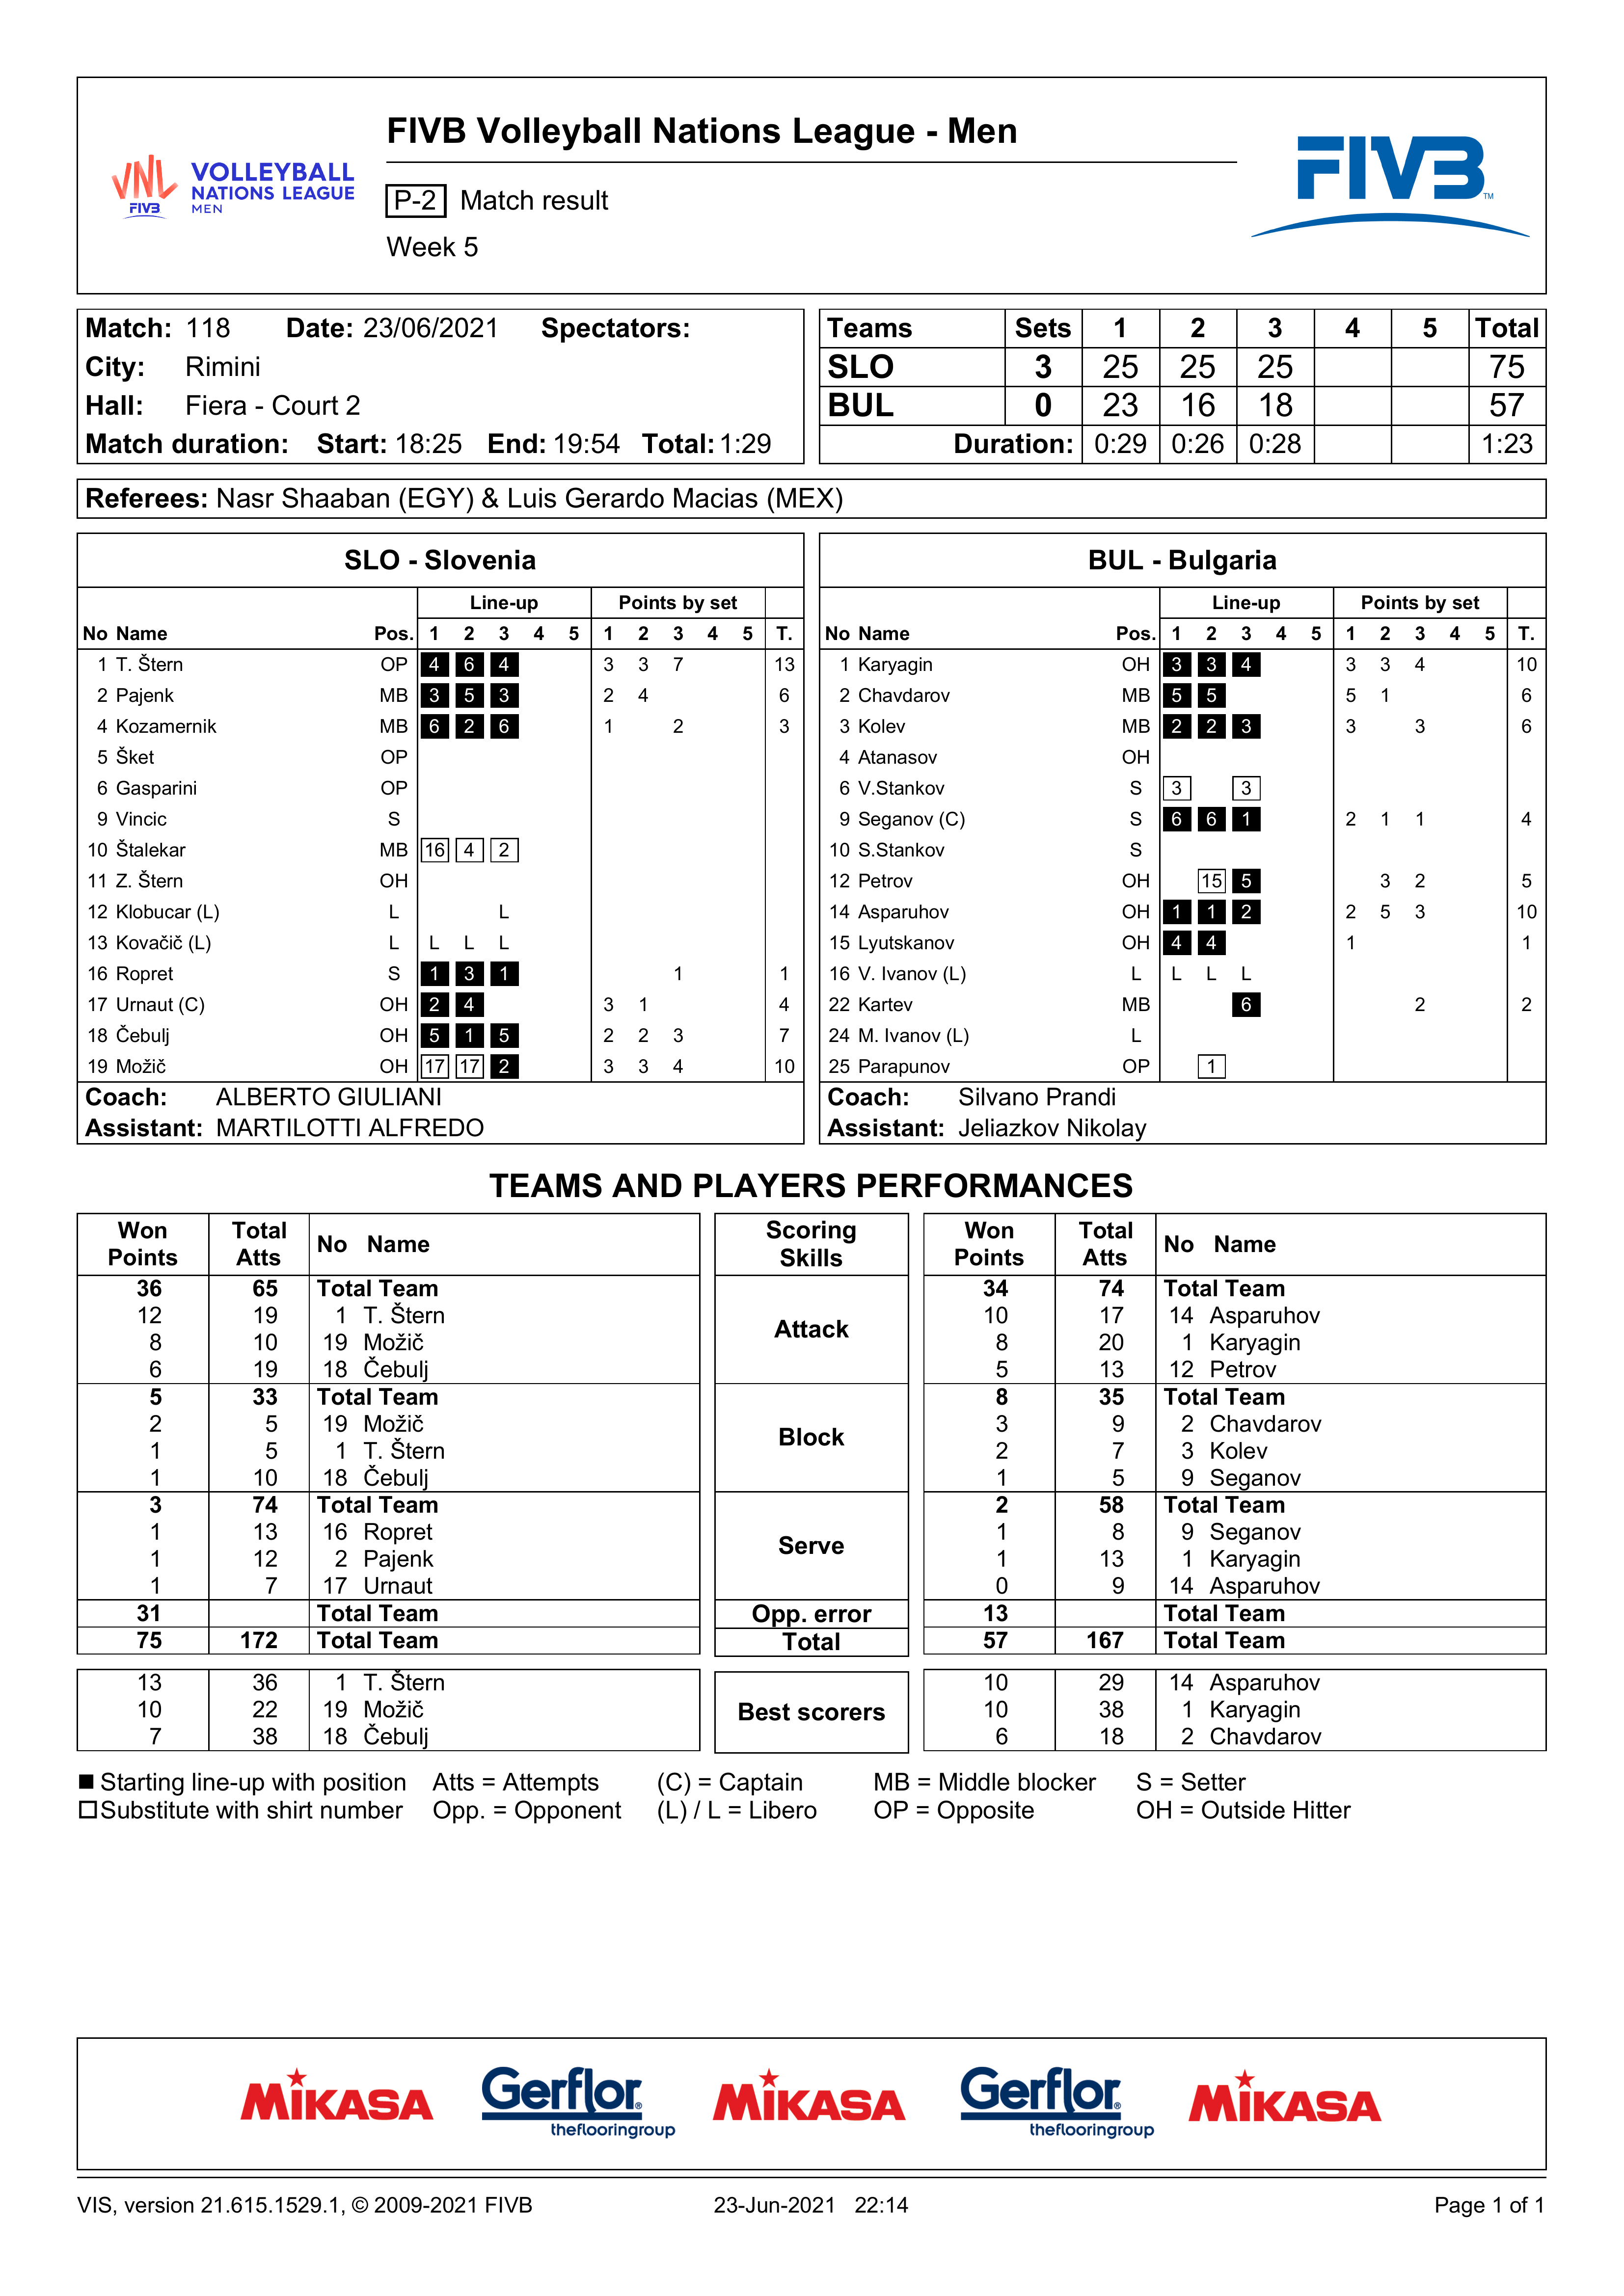 FIVB Volleyball Nations League - Men
VNL FIVB VOLLEYBALL NATIONS LEAGUE MEN
P-2 Match result
Week 5
FIVB TM
Match: 118 Date: 23/06/2021 Spectators:
City: Rimini
Hall: Fiera - Court 2
Match duration: Start: 18:25 End: 19:54 Total: 1:29
Teams Sets 1 2 3 4 5 Total
SLO 3 25 25 25 75
BUL 0 23 16 18 57
Duration: 0:29 0:26 0:28 1:23
Referees: Nasr Shaaban (EGY) & Luis Gerardo Macias (MEX)
SLO - Slovenia
Line-up Points by set
No Name Pos. 1 2 3 4 5 1 2 3 4 5 T.
1 T. Štern OP 4 6 4 3 3 7 13
2 Pajenk MB 3 5 3 2 4 6
4 Kozamernik MB 6 2 6 1 2 3
5 Šket OP
6 Gasparini OP
9 Vincic S
10 Štalekar MB 16 4 2
11 Z. Štern OH
12 Klobucar (L) L L
13 Kovačič (L) L L L L
16 Ropret S 1 3 1 1 1
17 Urnaut (C) OH 2 4 3 1 4
18 Čebulj OH 5 1 5 2 2 3 7
19 Možič OH 17 17 2 3 3 4 10
Coach: ALBERTO GIULIANI
Assistant: MARTILOTTI ALFREDO
BUL - Bulgaria
Line-up Points by set
No Name Pos. 1 2 3 4 5 1 2 3 4 5 T.
1 Karyagin OH 3 3 4 3 3 4 10
2 Chavdarov MB 5 5 5 1 6
3 Kolev MB 2 2 3 3 3 6
4 Atanasov OH
6 V.Stankov S 3 3
9 Seganov (C) S 6 6 1 2 1 1 4
10 S.Stankov S
12 Petrov OH 15 5 3 2 5
14 Asparuhov OH 1 1 2 2 5 3 10
15 Lyutskanov OH 4 4 1 1
16 V. Ivanov (L) L L L L
22 Kartev MB 6 2 2
24 M. Ivanov (L) L
25 Parapunov OP 1
Coach: Silvano Prandi
Assistant: Jeliazkov Nikolay
TEAMS AND PLAYERS PERFORMANCES
Won Points Total Atts No Name Scoring Skills Won Points Total Atts No Name
36 65 Total Team Attack 34 74 Total Team
12 19 1 T. Štern 10 17 14 Asparuhov
8 10 19 Možič 8 20 1 Karyagin
6 19 18 Čebulj 5 13 12 Petrov
5 33 Total Team Block 8 35 Total Team
2 5 19 Možič 3 9 2 Chavdarov
1 5 1 T. Štern 2 7 3 Kolev
1 10 18 Čebulj 1 5 9 Seganov
3 74 Total Team Serve 2 58 Total Team
1 13 16 Ropret 1 8 9 Seganov
1 12 2 Pajenk 1 13 1 Karyagin
1 7 17 Urnaut 0 9 14 Asparuhov
31 Total Team Opp. error 13 Total Team
75 172 Total Team Total 57 167 Total Team
13 36 1 T. Štern Best scorers 10 29 14 Asparuhov
10 22 19 Možič 10 38 1 Karyagin
7 38 18 Čebulj 6 18 2 Chavdarov
Starting line-up with position Atts = Attempts (C) = Captain MB = Middle blocker S = Setter
Substitute with shirt number Opp. = Opponent (L) / L = Libero OP = Opposite OH = Outside Hitter
MIKASA Gerflor® theflooringgroup MIKASA Gerflor® theflooringgroup MIKASA
VIS, version 21.615.1529.1, © 2009-2021 FIVB 23-Jun-2021 22:14 Page 1 of 1